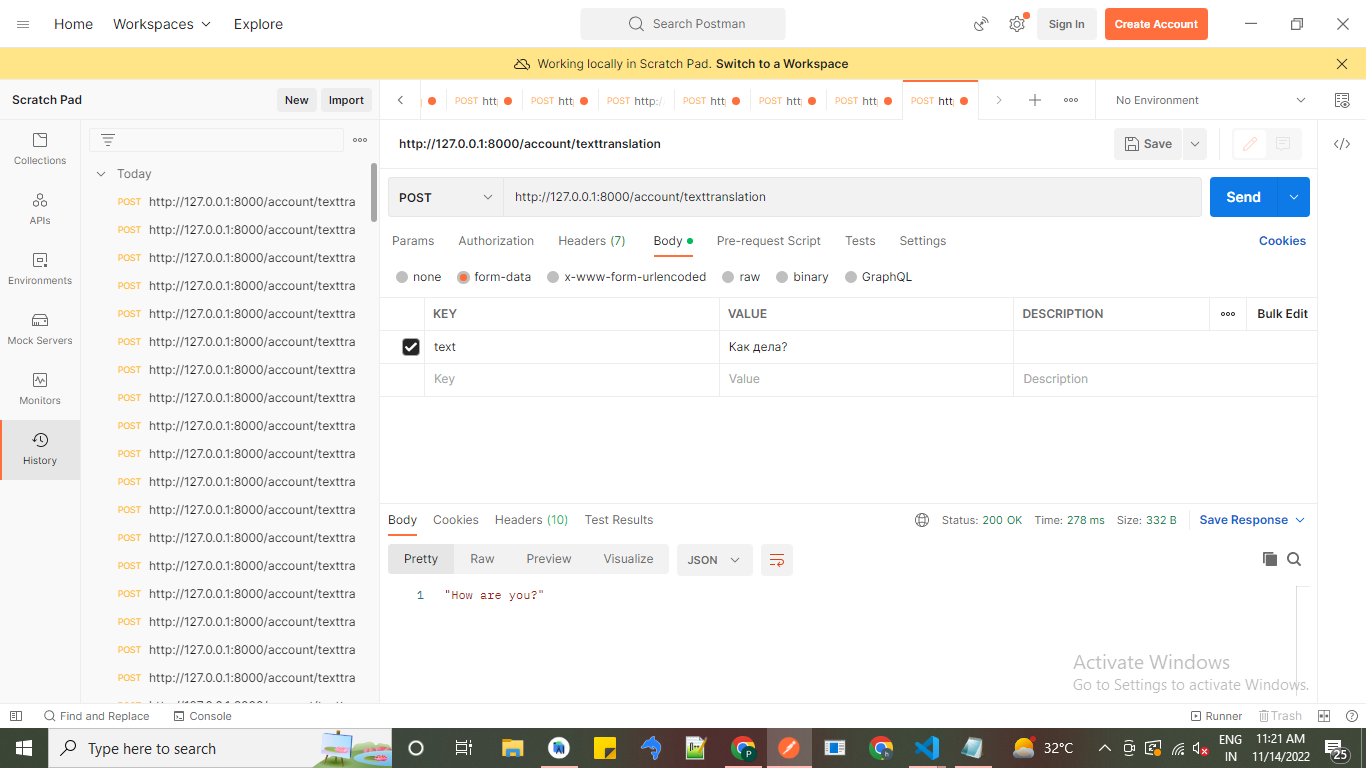 Home Workspaces Explore Search Postman Sign In Create Account
Working locally in Scratch Pad. Switch to a Workspace
Scratch Pad New Import POST htt POST htt POST http:/ POST htt POST htt POST htt POST htt No Environment
http://127.0.0.1:8000/account/texttranslation Save
Collections
Today
POST http://127.0.0.1:8000/account/texttra
POST http://127.0.0.1:8000/account/texttranslation Send
POST http://127.0.0.1:8000/account/texttra
APIs
Params Authorization Headers (7) Body Pre-request Script Tests Settings Cookies
POST http://127.0.0.1:8000/account/texttra
none form-data x-www-form-urlencoded raw binary GraphQL
Environments
POST http://127.0.0.1:8000/account/texttra
KEY VALUE DESCRIPTION Bulk Edit
POST http://127.0.0.1:8000/account/texttra
Mock Servers
POST http://127.0.0.1:8000/account/texttra
text Как дела?
POST http://127.0.0.1:8000/account/texttra
Key Value Description
Monitors
POST http://127.0.0.1:8000/account/texttra
POST http://127.0.0.1:8000/account/texttra
POST http://127.0.0.1:8000/account/texttra
History
POST http://127.0.0.1:8000/account/texttra
POST http://127.0.0.1:8000/account/texttra
Body Cookies Headers (10) Test Results Status: 200 OK Time: 278 ms Size: 332 B Save Response
POST http://127.0.0.1:8000/account/texttra
POST http://127.0.0.1:8000/account/texttra
Pretty Raw Preview Visualize JSON
POST http://127.0.0.1:8000/account/texttra
1 "How are you?"
POST http://127.0.0.1:8000/account/texttra
POST http://127.0.0.1:8000/account/texttra
POST http://127.0.0.1:8000/account/texttra
Activate Windows
Go to Settings to activate Windows.
Find and Replace Console Runner Trash
Type here to search 32°C ENG 11:21 AM
IN 11/14/2022 25